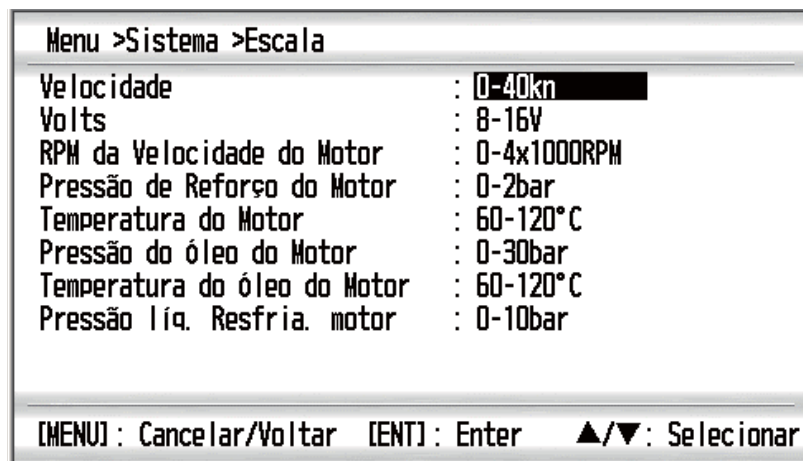 Menu >Sistema >Escala
Velocidade : 0-40kn
Volts : 8-16V
RPM da Velocidade do Motor : 0-4x1000RPM
Pressão de Reforço do Motor : 0-2bar
Temperatura do Motor : 60-120°C
Pressão do óleo do Motor : 0-30bar
Temperatura do óleo do Motor : 60-120°C
Pressão líq. Resfria. motor : 0-10bar
[MENU]: Cancelar/Voltar [ENT]: Enter ▲/▼: Selecionar